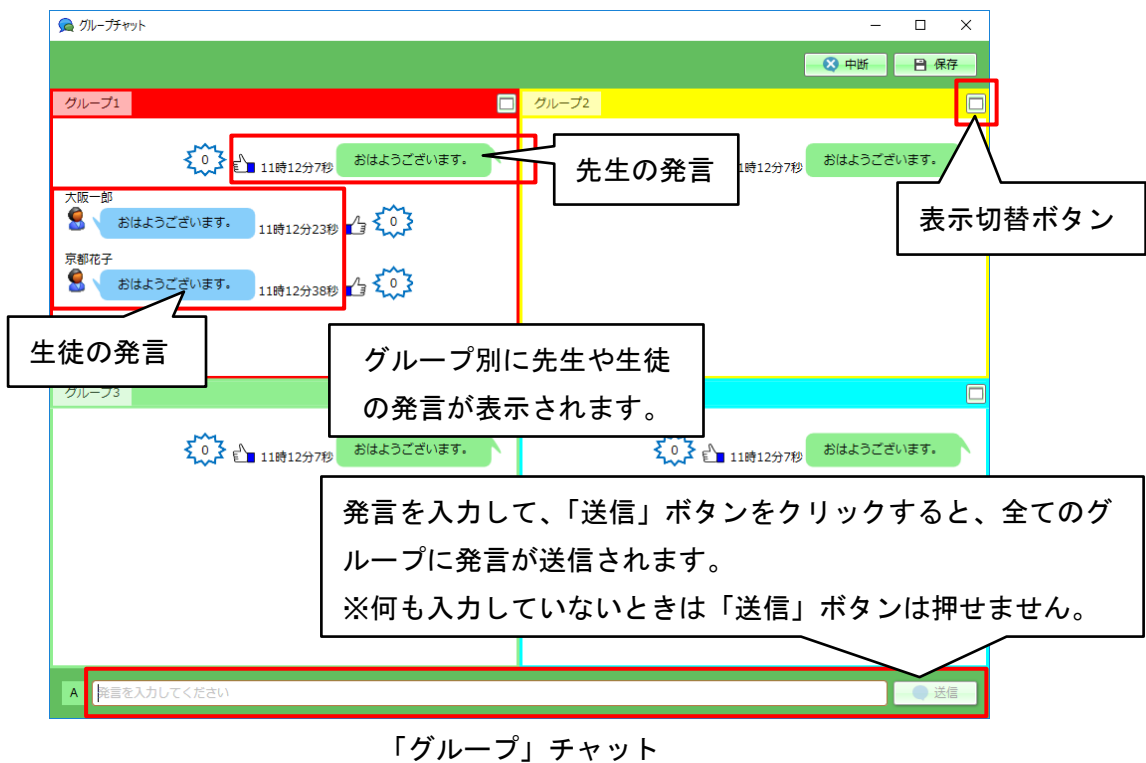 グループチャット
中断
保存
グループ1
0
11時12分7秒
おはようございます。
先生の発言
大阪一郎
おはようございます。
11時12分23秒
0
京都花子
おはようございます。
11時12分38秒
0
生徒の発言
グループ2
1時12分7秒
おはようございます。
表示切替ボタン
グループ別に先生や生徒
の発言が表示されます。
グループ3
0
11時12分7秒
おはようございます。
0
11時12分7秒
おはようございます。
発言を入力して、「送信」ボタンをクリックすると、全てのグ
ループに発言が送信されます。
※何も入力していないときは「送信」ボタンは押せません。
A
発言を入力してください
送信
「グループ」チャット